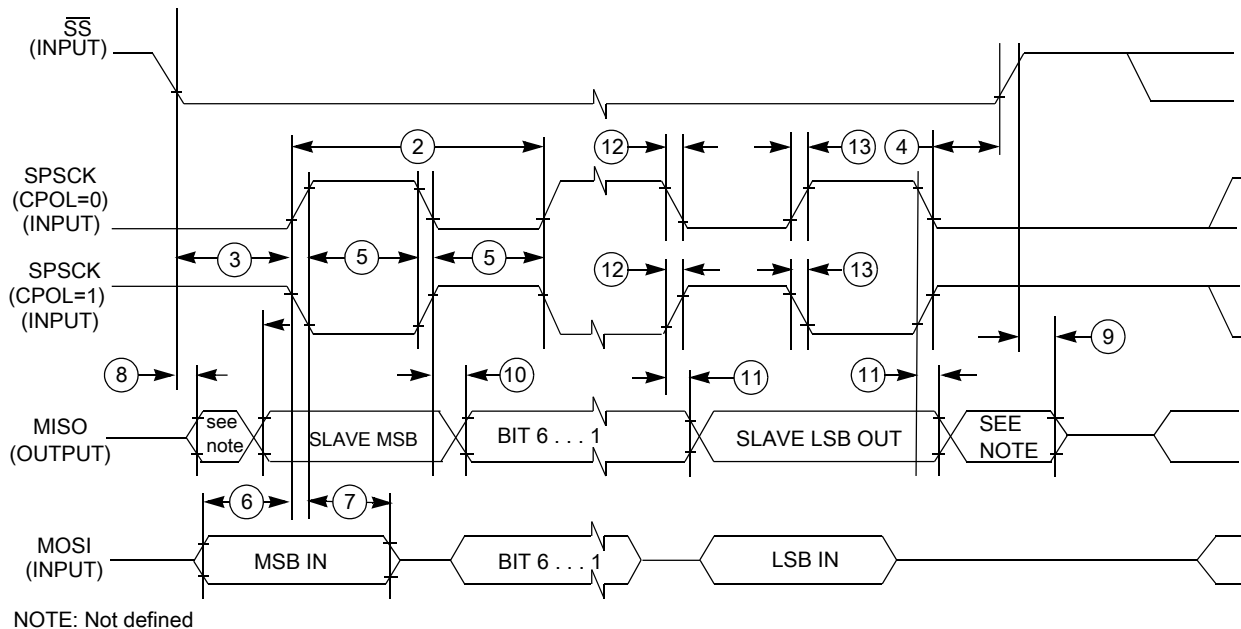 SS
(INPUT)
2
12
13
4
SPSCK
(CPOL=0)
(INPUT)
3
5
5
SPSCK
(CPOL=1)
(INPUT)
12
13
8
10
11
11
9
MISO
(OUTPUT)
see
note
SLAVE MSB
BIT 6 . . . 1
SLAVE LSB OUT
SEE
NOTE
6
7
MOSI
(INPUT)
MSB IN
BIT 6 . . . 1
LSB IN
NOTE: Not defined